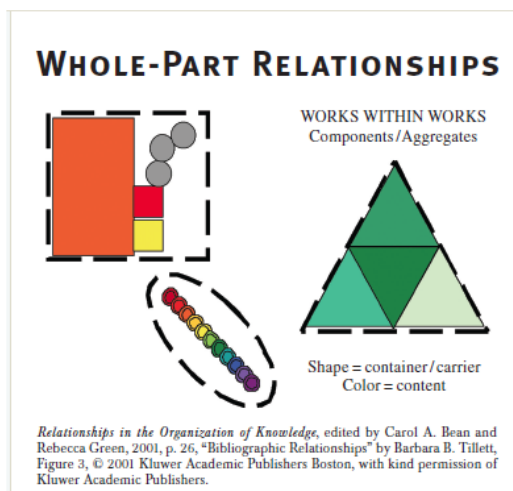 WHOLE-PART RELATIONSHIPS
WORKS WITHIN WORKS
Components/Aggregates
Shape = container/carrier
Color = content
Relationships in the Organization of Knowledge, edited by Carol A. Bean and
Rebecca Green, 2001, p. 26, “Bibliographic Relationships” by Barbara B. Tillett,
Figure 3, © 2001 Kluwer Academic Publishers Boston, with kind permission of
Kluwer Academic Publishers.